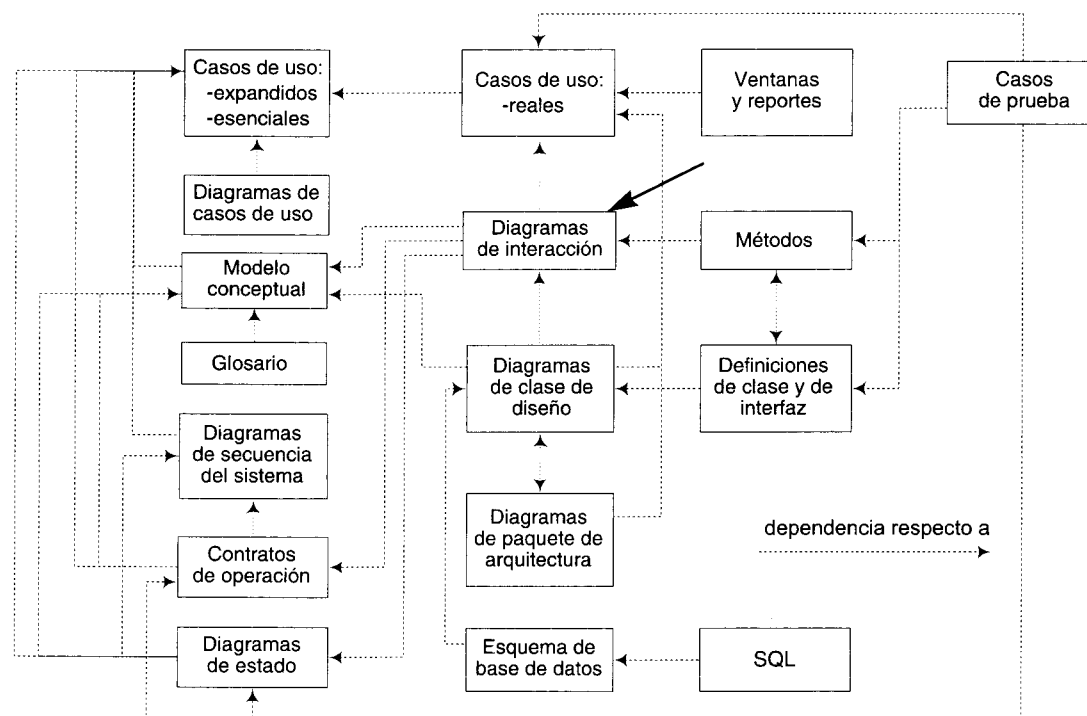 Casos de uso:
-expandidos
-esenciales
Casos de uso:
-reales
Ventanas
y reportes
Casos
de prueba
Diagramas de
casos de uso
Diagramas
de interacción
Métodos
Modelo
conceptual
Glosario
Diagramas
de clase de
diseño
Definiciones
de clase y de
interfaz
Diagramas
de secuencia
del sistema
Diagramas
de paquete de
arquitectura
dependencia respecto a
Contratos
de operación
Diagramas
de estado
Esquema de
base de datos
SQL